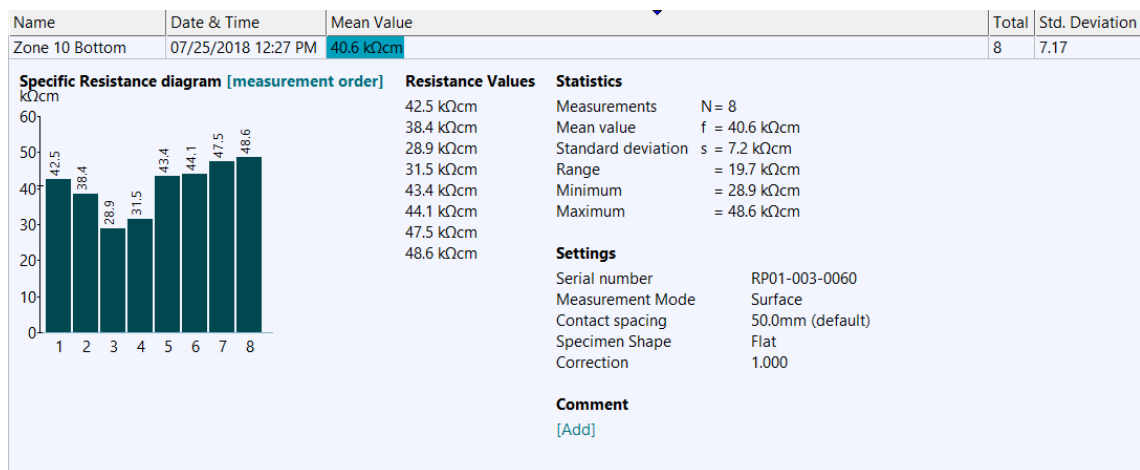 Name Date & Time Mean Value Total Std. Deviation
Zone 10 Bottom 07/25/2018 12:27 PM 40.6 kΩcm 8 7.17
Specific Resistance diagram [measurement order]
kΩcm
60
50
40
30
20
10
0
42.5
38.4
28.9
31.5
43.4
44.1
47.5
48.6
1 2 3 4 5 6 7 8
Resistance Values
42.5 kΩcm
38.4 kΩcm
28.9 kΩcm
31.5 kΩcm
43.4 kΩcm
44.1 kΩcm
47.5 kΩcm
48.6 kΩcm
Statistics
Measurements N = 8
Mean value f = 40.6 kΩcm
Standard deviation s = 7.2 kΩcm
Range = 19.7 kΩcm
Minimum = 28.9 kΩcm
Maximum = 48.6 kΩcm
Settings
Serial number RP01-003-0060
Measurement Mode Surface
Contact spacing 50.0mm (default)
Specimen Shape Flat
Correction 1.000
Comment
[Add]